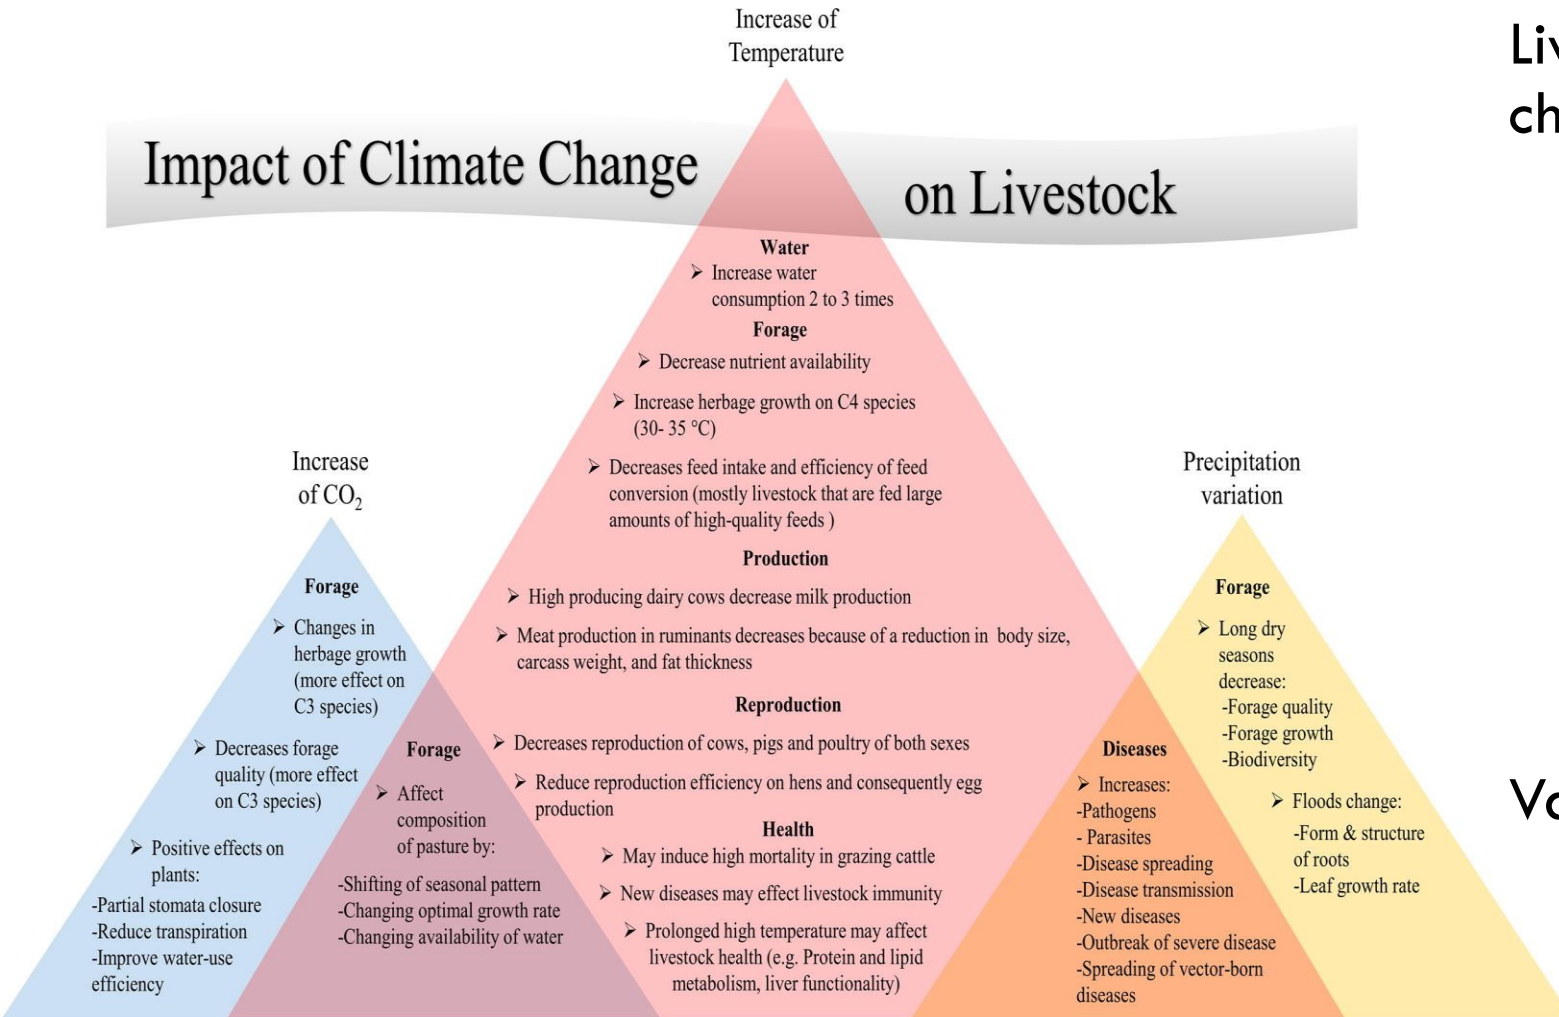 Increase of
Temperature
Impact of Climate Change
on Livestock
Water
➢ Increase water
consumption 2 to 3 times
Forage
➢ Decrease nutrient availability
➢ Increase herbage growth on C4 species
(30- 35 °C)
➢ Decreases feed intake and efficiency of feed
conversion (mostly livestock that are fed large
amounts of high-quality feeds )
Production
➢ High producing dairy cows decrease milk production
➢ Meat production in ruminants decreases because of a reduction in body size,
carcass weight, and fat thickness
Reproduction
➢ Decreases reproduction of cows, pigs and poultry of both sexes
➢ Reduce reproduction efficiency on hens and consequently egg
production
Health
➢ May induce high mortality in grazing cattle
➢ New diseases may effect livestock immunity
➢ Prolonged high temperature may affect
livestock health (e.g. Protein and lipid
metabolism, liver functionality)
Increase
of CO₂
Forage
➢ Changes in
herbage growth
(more effect on
C3 species)
➢ Decreases forage
quality (more effect
on C3 species)
➢ Positive effects on
plants:
-Partial stomata closure
-Reduce transpiration
-Improve water-use
efficiency
Forage
➢ Affect
composition
of pasture by:
-Shifting of seasonal pattern
-Changing optimal growth rate
-Changing availability of water
Precipitation
variation
Forage
➢ Long dry
seasons
decrease:
-Forage quality
-Forage growth
-Biodiversity
➢ Floods change:
-Form & structure
of roots
-Leaf growth rate
Diseases
➢ Increases:
-Pathogens
- Parasites
-Disease spreading
-Disease transmission
-New diseases
-Outbreak of severe disease
-Spreading of vector-born
diseases